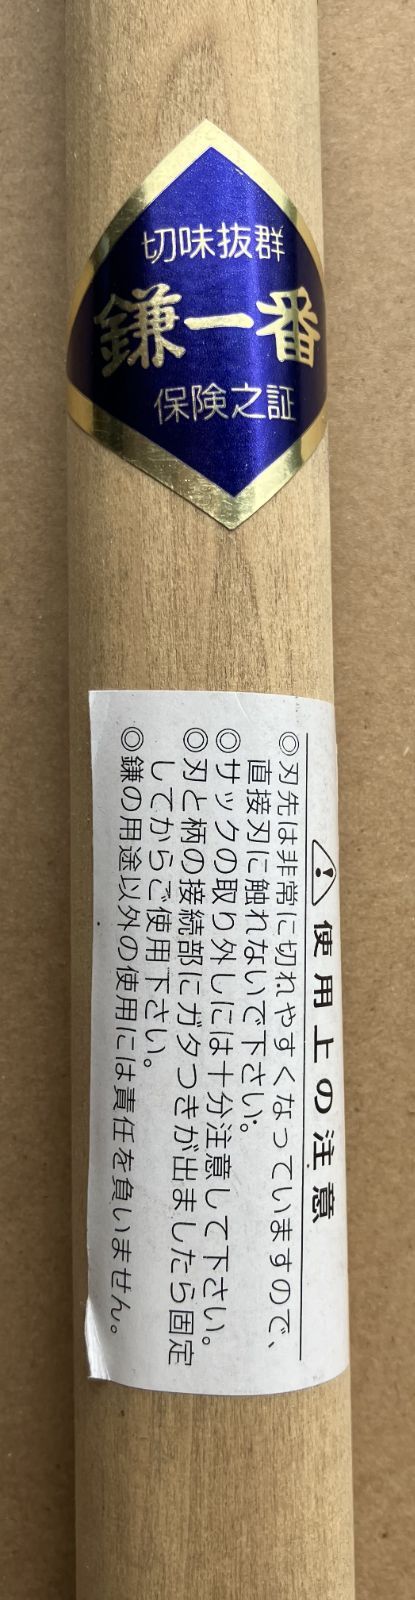 切味抜群
鎌一番
保険之証
使用上の注意
◎刃先は非常に切れやすくなっていますので、
直接刃に触れないで下さい。
◎サックの取り外しには十分注意して下さい。
◎刃と柄の接続部にガタつきが出ましたら固定
してからご使用下さい。
◎鎌の用途以外の使用には責任を負いません。